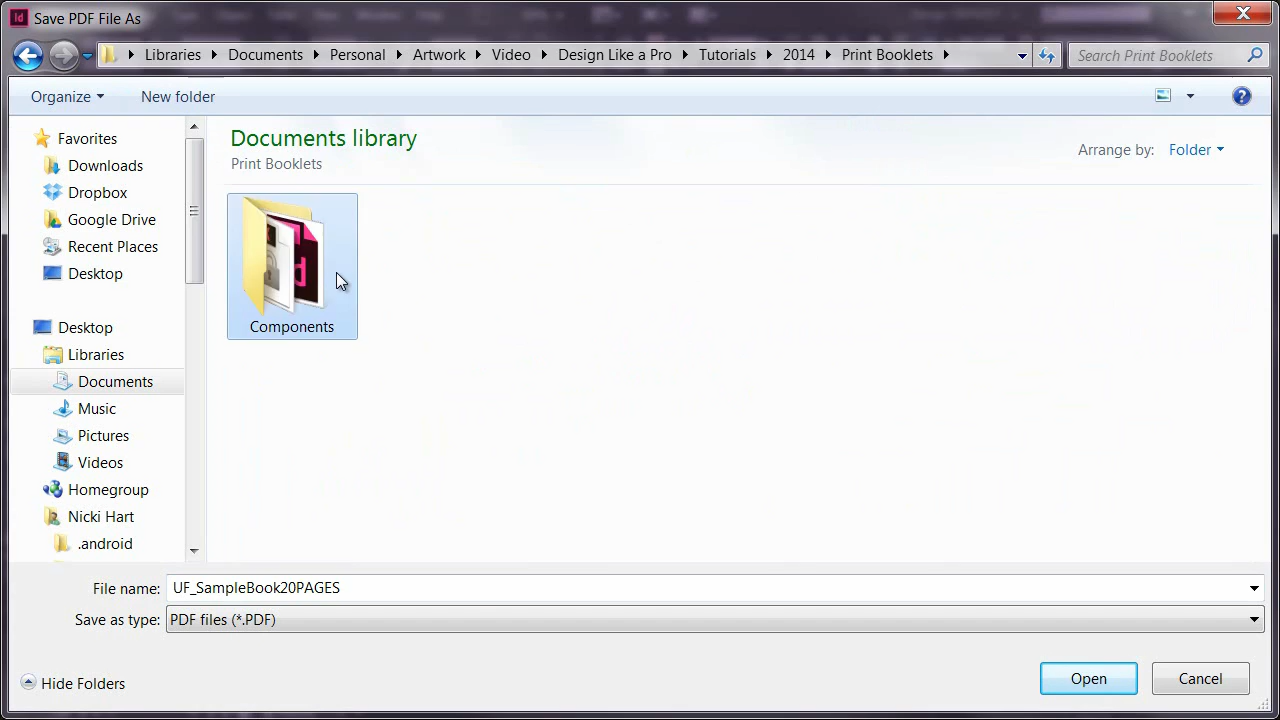 Id Save PDF File As
Libraries Documents Personal Artwork Video Design Like a Pro Tutorials 2014 Print Booklets Search Print Booklets
Organize New folder
Documents library
Print Booklets
Arrange by: Folder
Favorites
Downloads
Dropbox
Google Drive
Recent Places
Desktop
Desktop
Libraries
Documents
Music
Pictures
Videos
Homegroup
Nicki Hart
.android
Components
File name: UF_SampleBook20PAGES
Save as type: PDF files (*.PDF)
Hide Folders Open Cancel